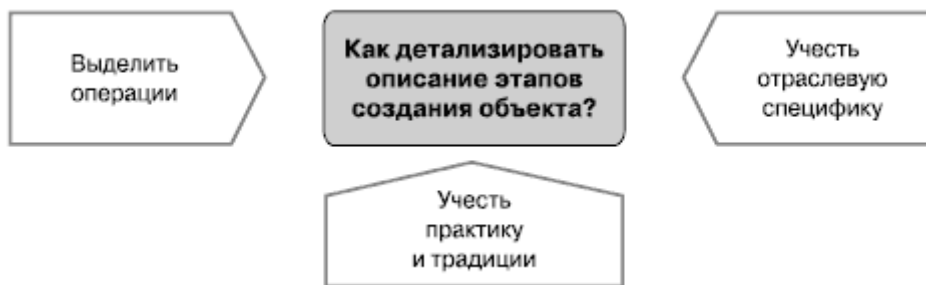 Выделить
операции
Как детализировать
описание этапов
создания объекта?
Учесть
отраслевую
специфику
Учесть
практику
и традиции